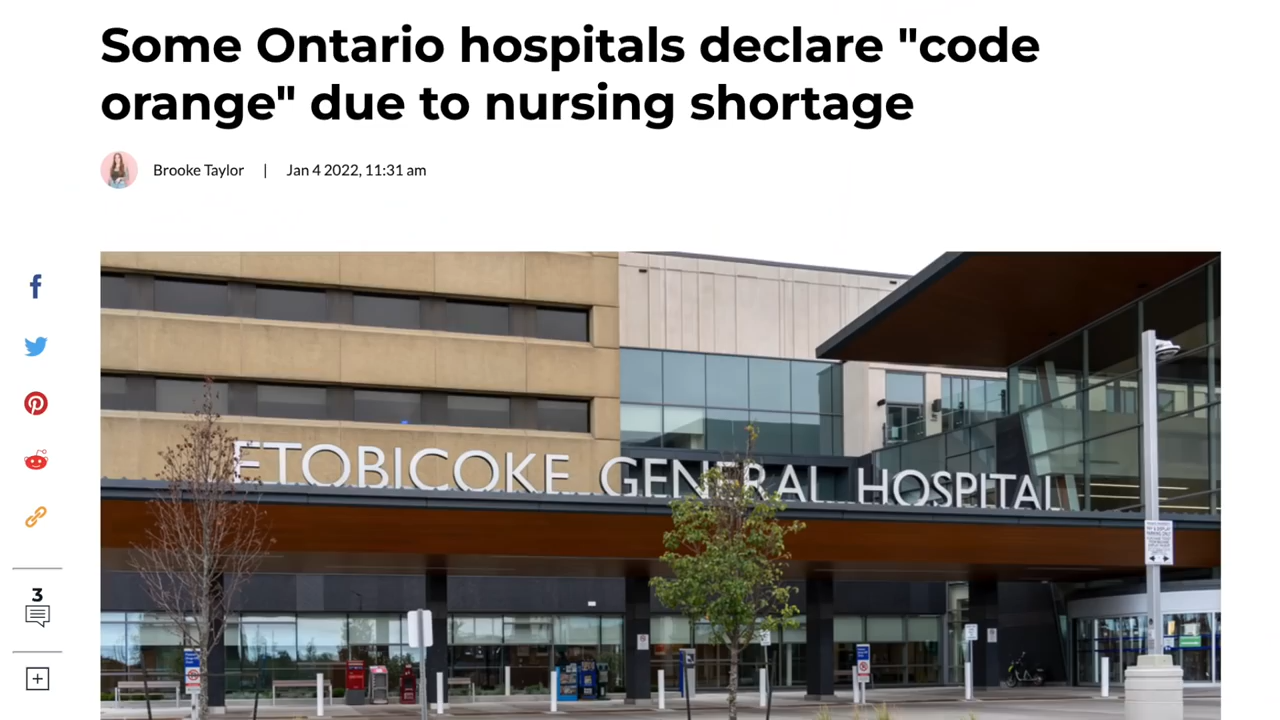 Some Ontario hospitals declare "code
orange" due to nursing shortage
Brooke Taylor | Jan 4 2022, 11:31 am
ETOBICOKE GENERAL HOSPITAL
3